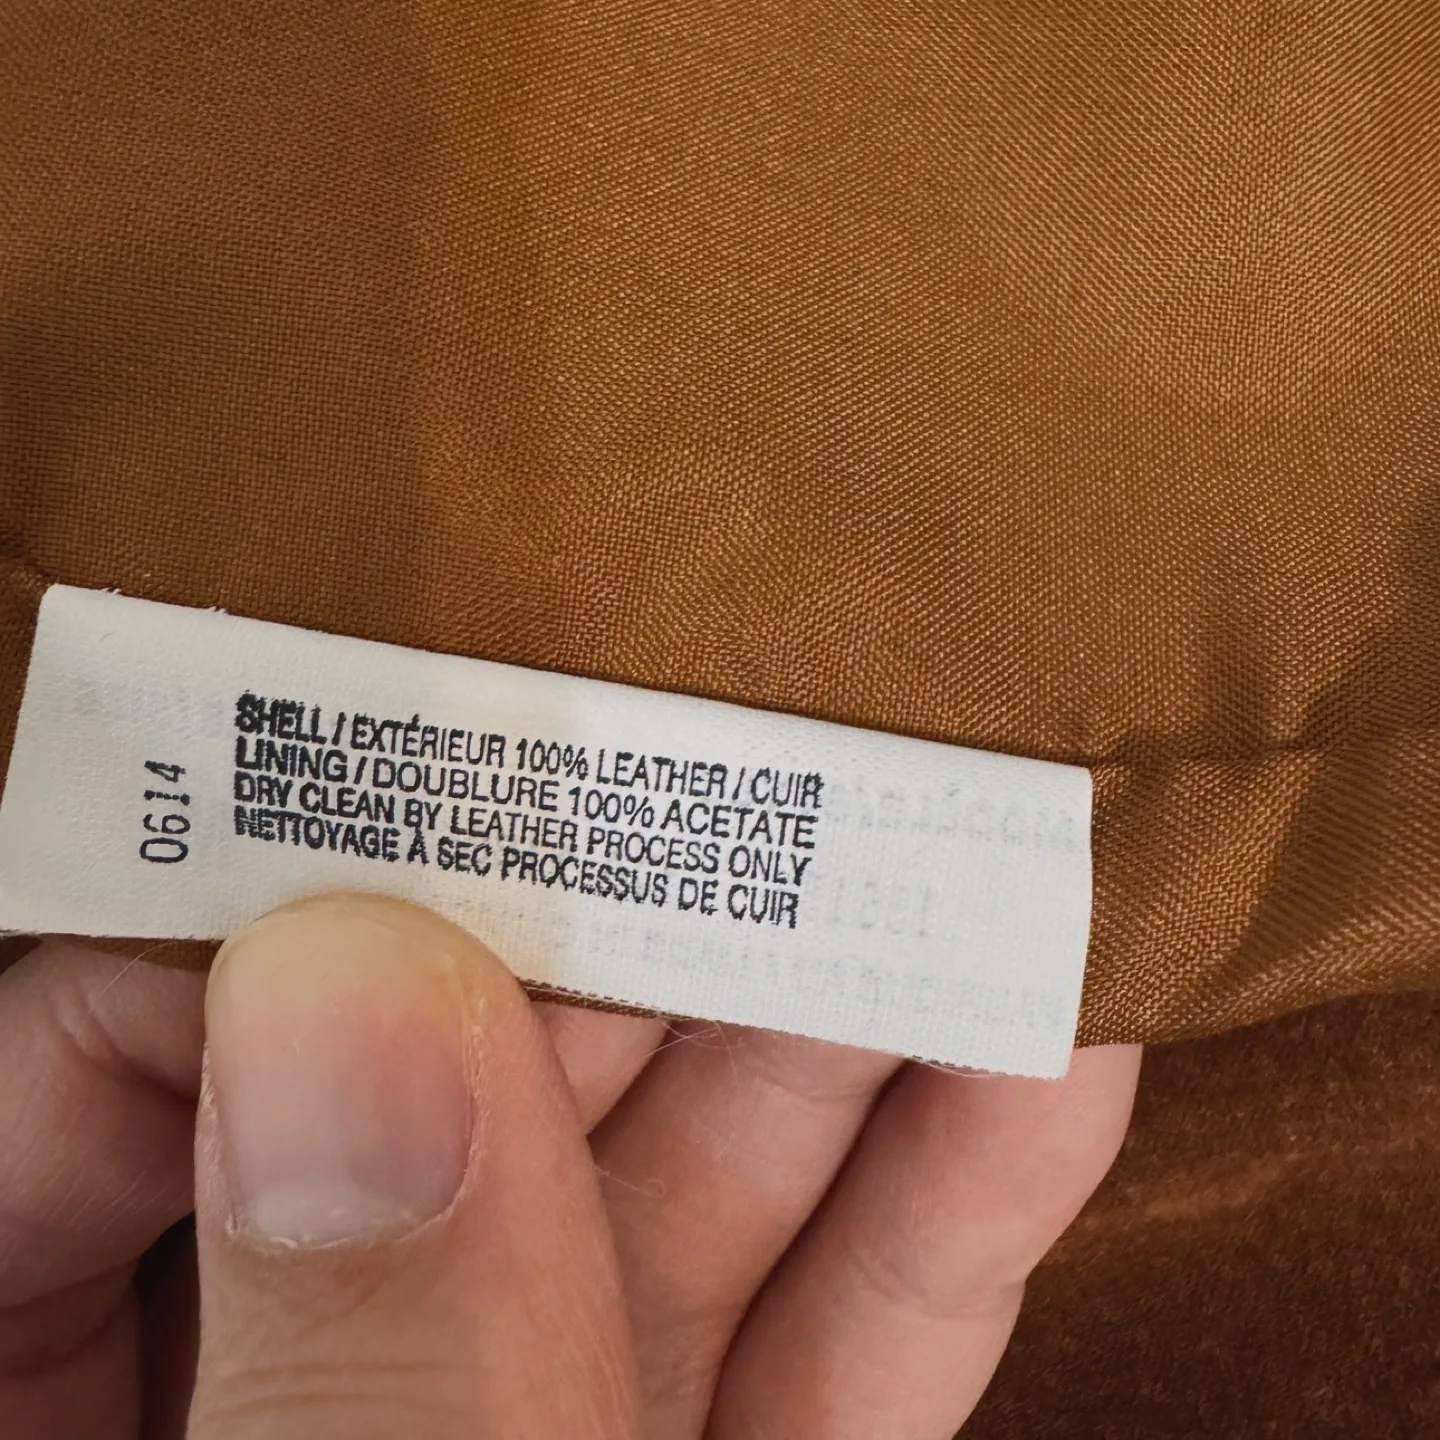 SHELL / EXTÉRIEUR 100% LEATHER / CUIR
LINING / DOUBLURE 100% ACETATE
DRY CLEAN BY LEATHER PROCESS ONLY
NETTOYAGE À SEC PROCESSUS DE CUIR
0614